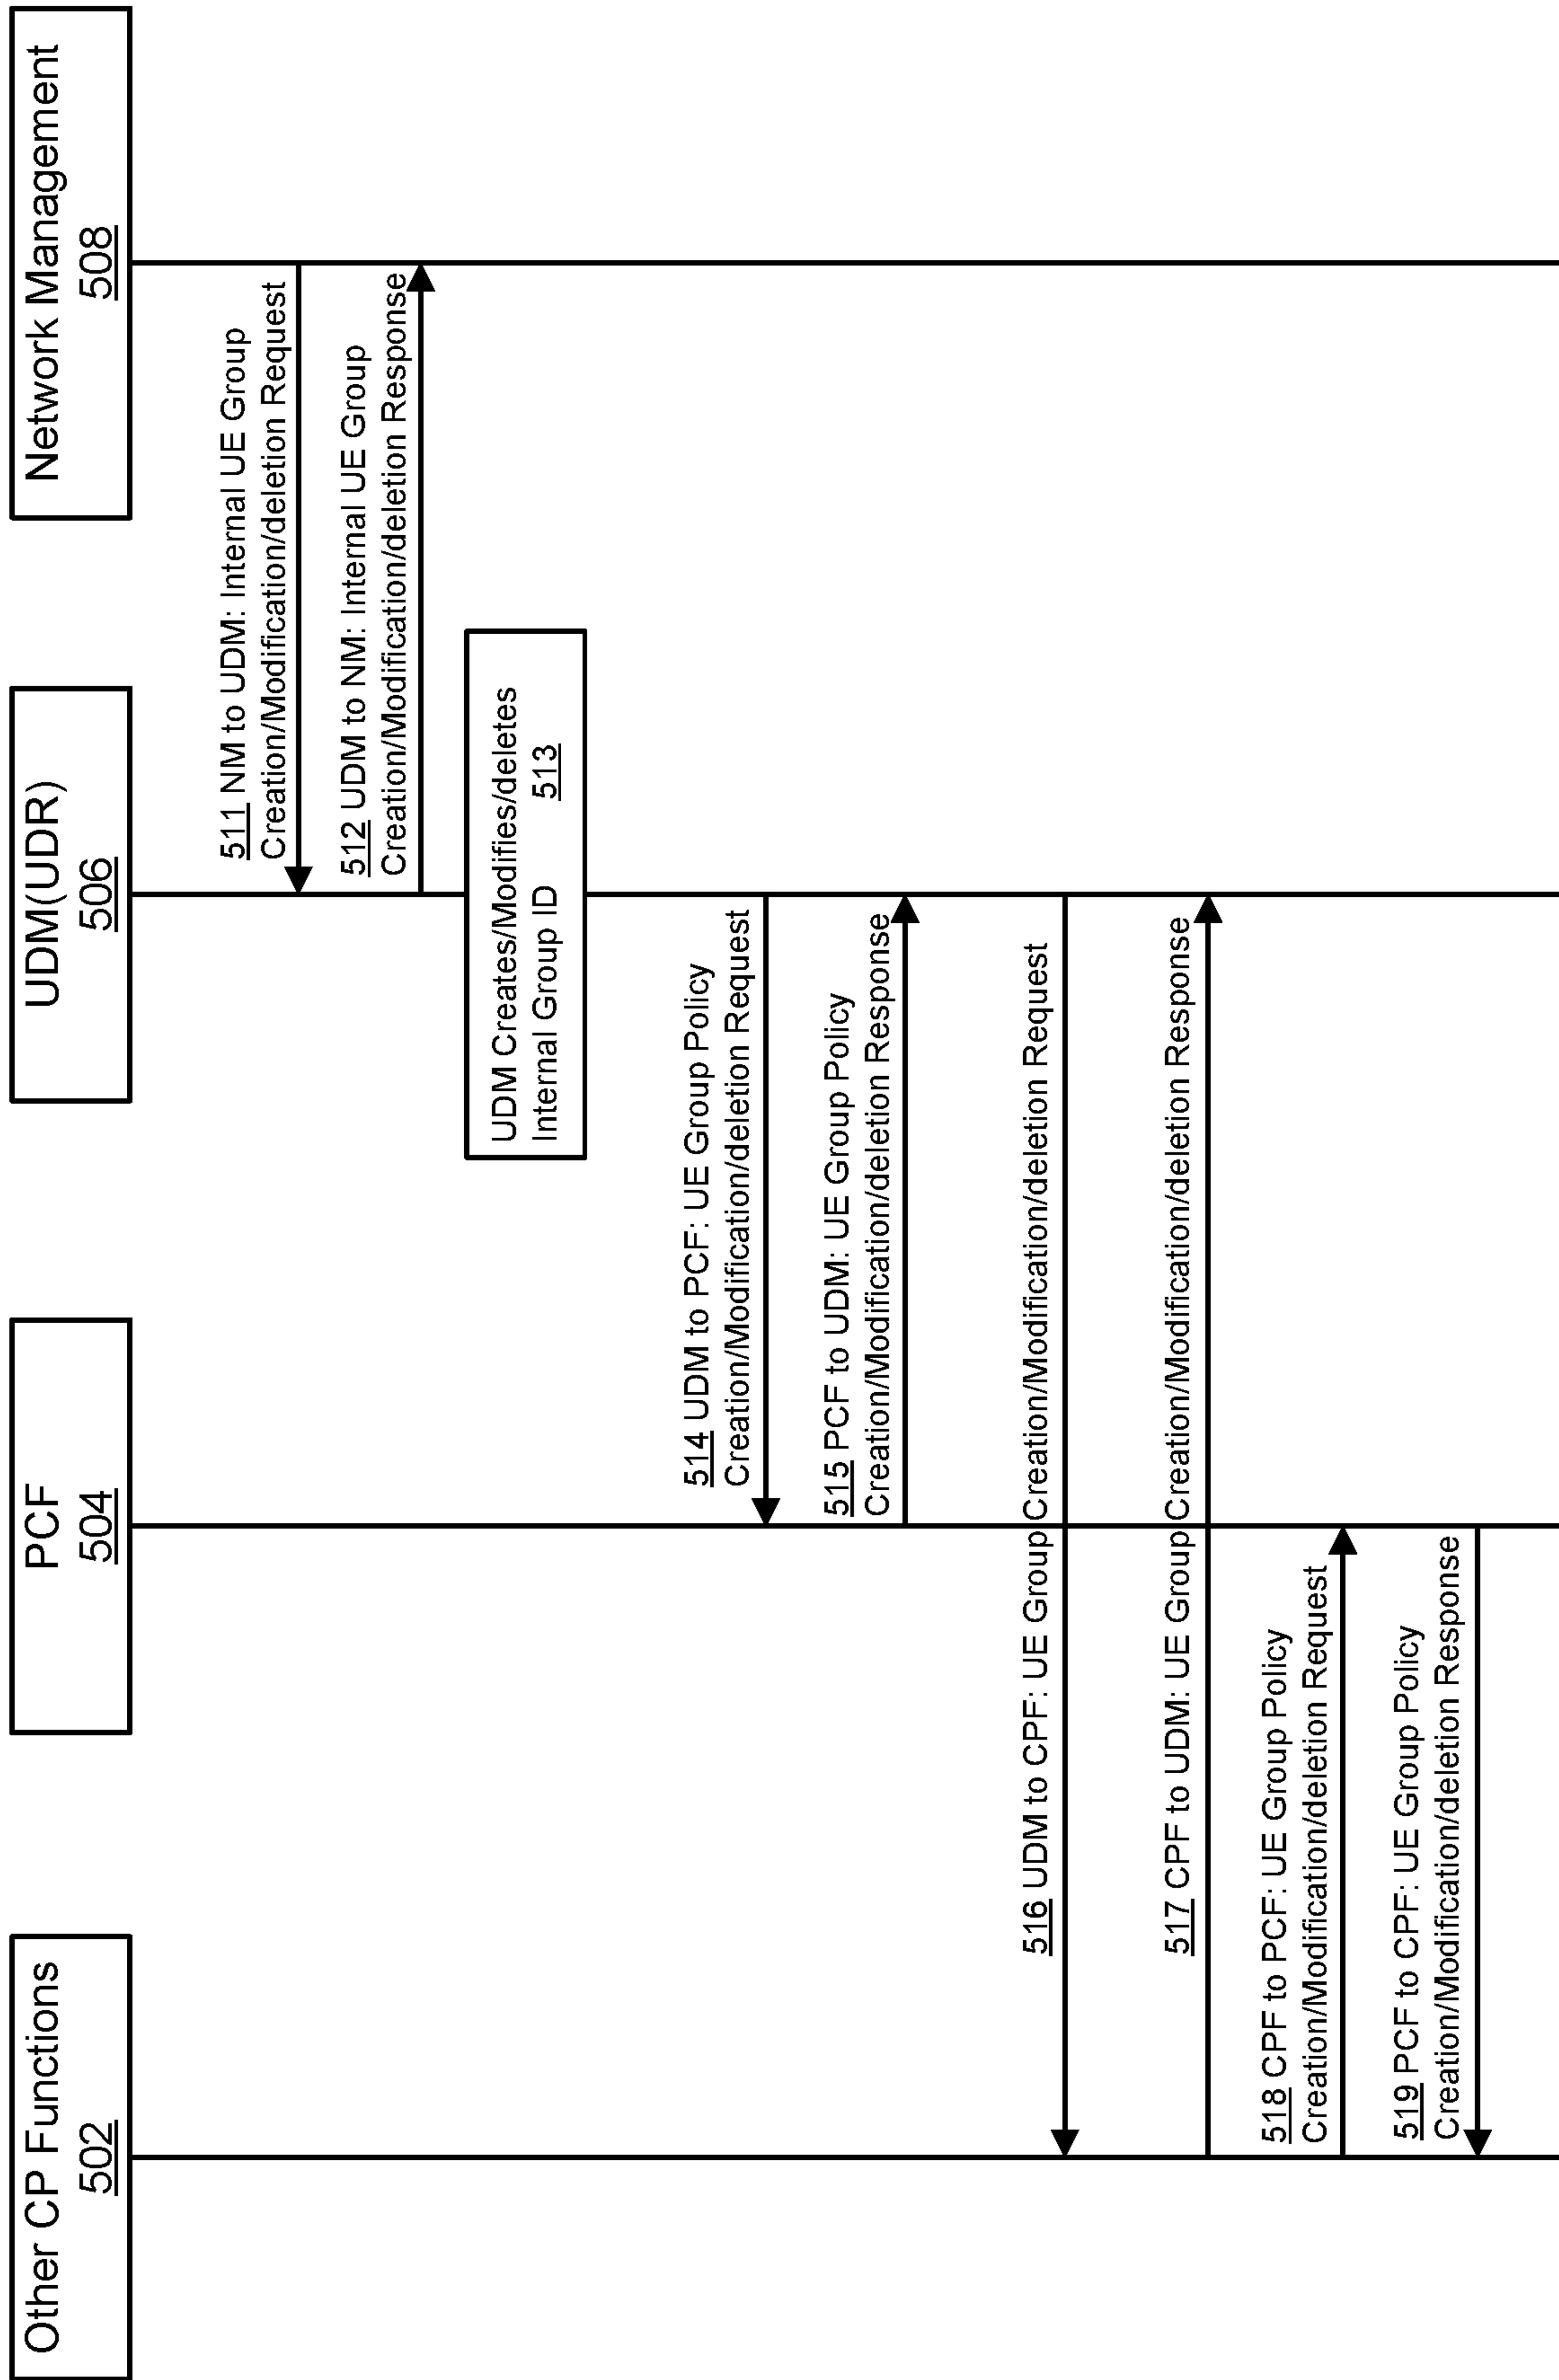 Other CP Functions
502
PCF
504
UDM(UDR)
506
Network Management
508
511 NM to UDM: Internal UE Group
Creation/Modification/deletion Request
512 UDM to NM: Internal UE Group
Creation/Modification/deletion Response
UDM Creates/Modifies/deletes
Internal Group ID 513
514 UDM to PCF: UE Group Policy
Creation/Modification/deletion Request
515 PCF to UDM: UE Group Policy
Creation/Modification/deletion Response
516 UDM to CPF: UE Group Creation/Modification/deletion Request
517 CPF to UDM: UE Group Creation/Modification/deletion Response
518 CPF to PCF: UE Group Policy
Creation/Modification/deletion Request
519 PCF to CPF: UE Group Policy
Creation/Modification/deletion Response